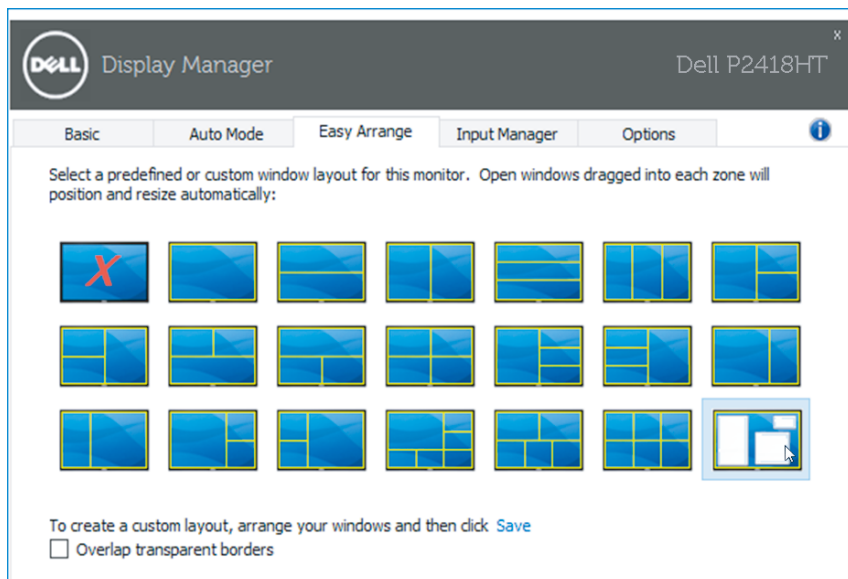 x
DELL
Display Manager
Dell P2418HT
Basic
Auto Mode
Easy Arrange
Input Manager
Options
i
Select a predefined or custom window layout for this monitor. Open windows dragged into each zone will
position and resize automatically:
X
To create a custom layout, arrange your windows and then click Save
Overlap transparent borders